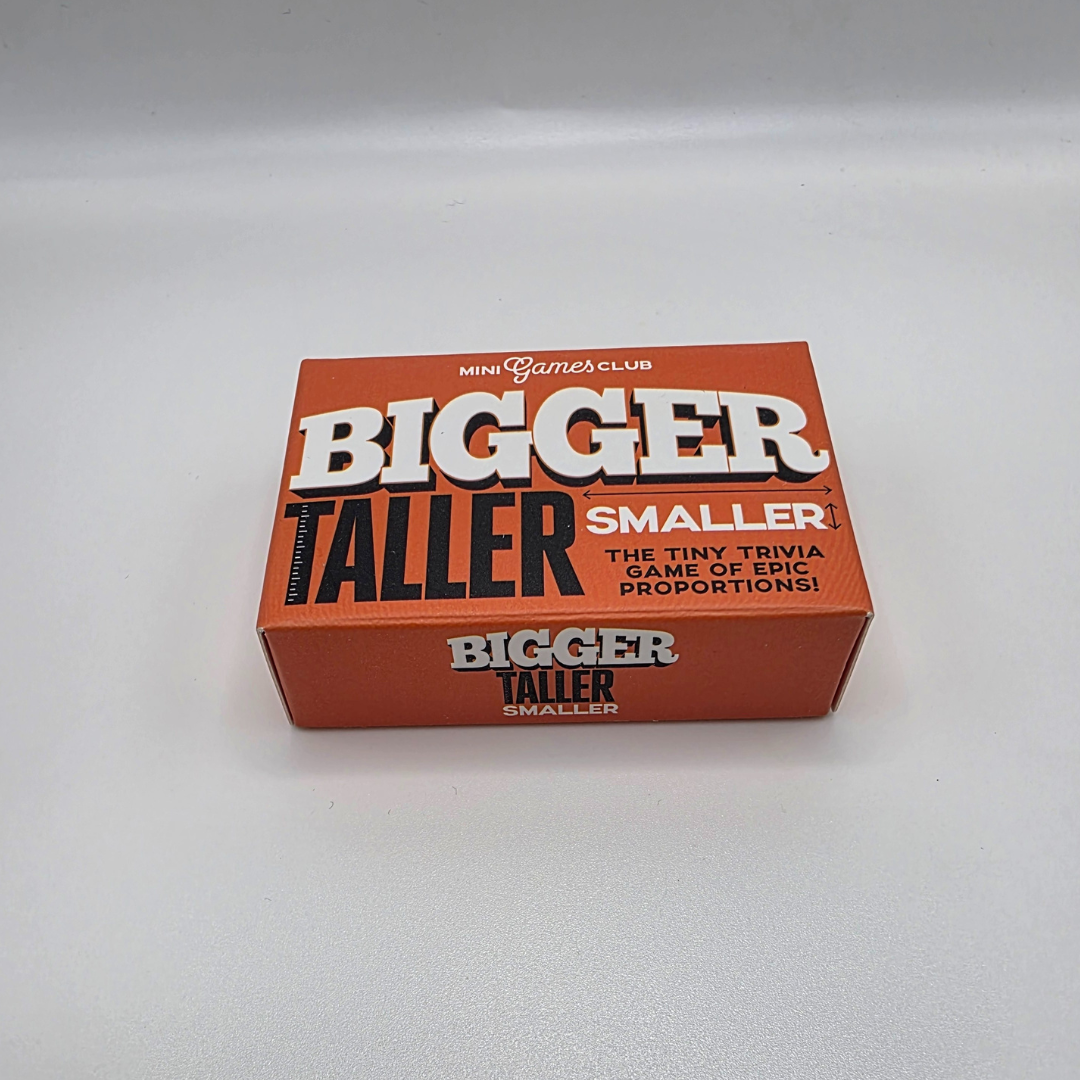 MINI Games CLUB
BIGGER
TALLER
SMALLER
THE TINY TRIVIA
GAME OF EPIC
PROPORTIONS!
BIGGER
TALLER
SMALLER